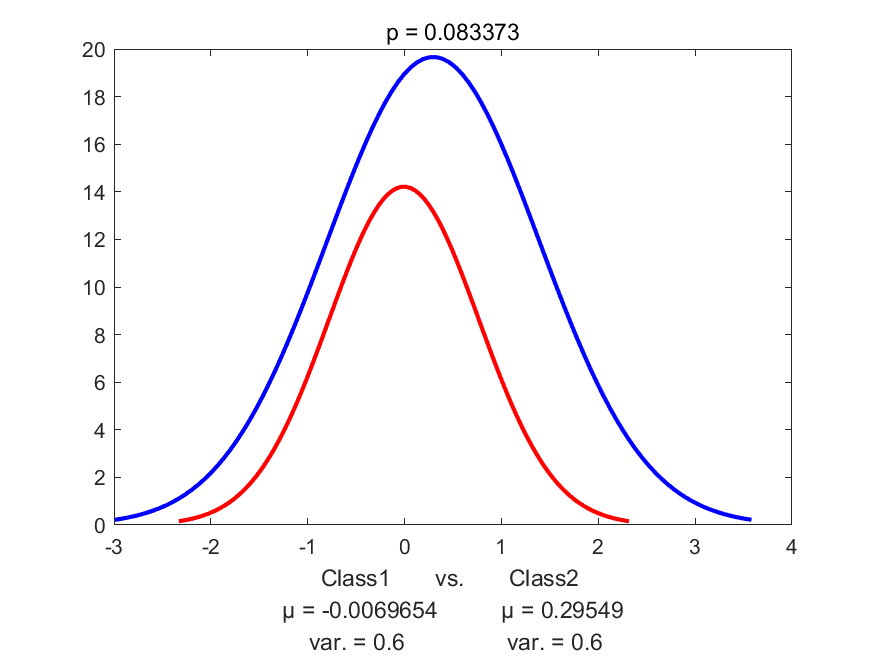 p = 0.083373
20
18
16
14
12
10
8
6
4
2
0
-3 -2 -1 0 1 2 3 4
Class1 vs. Class2
μ = -0.0069654 μ = 0.29549
var. = 0.6 var. = 0.6